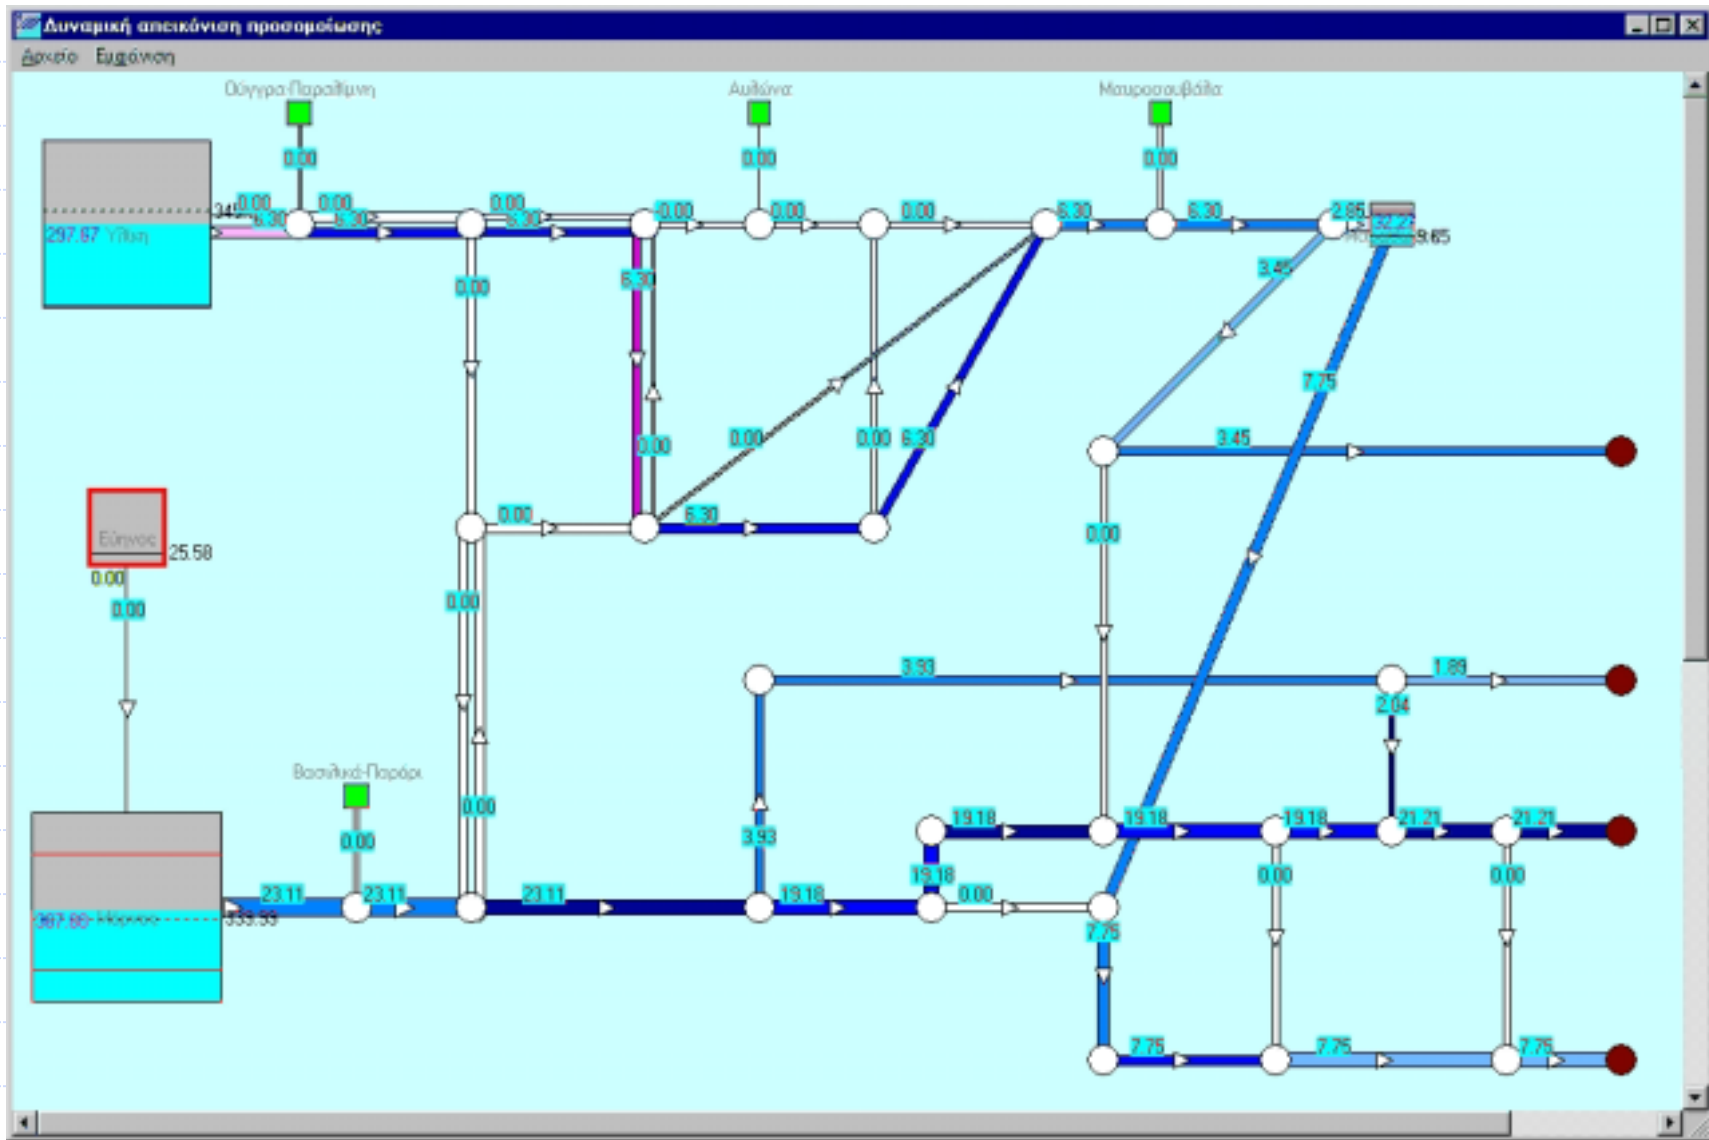 Δυναμική απεικόνιση προσομοίωσης
Αρχείο Εμφάνιση
Ούγγρα-Παραλίμνη Αυλώνα Μαυροσουβάλα
0.00 0.00 0.00
0.00 0.00 0.00 -0.00 0.00 0.00 6.30 6.30 2.85
6.30 6.30 6.30
297.67 Υλίκη 9.65
0.00 6.30 3.45
7.75
0.00 0.00 0.00 6.30 3.45
0.00 6.30 0.00
Εύηνος 25.58
0.00
0.00 0.00
3.93 1.89
2.04
Βασιλικά-Παρόρι
0.00 0.00 3.93 19.18 19.18 19.18 21.21 21.21
23.11 23.11 23.11 19.18 19.18 0.00 0.00 0.00
Μόρνος 7.75
7.75 7.75 7.75